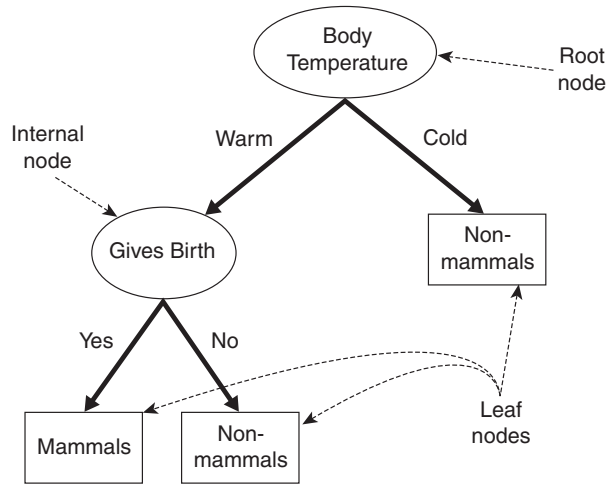 Body
Temperature
Root
node
Internal
node
Warm
Cold
Gives Birth
Non-
mammals
Yes
No
Mammals
Non-
mammals
Leaf
nodes